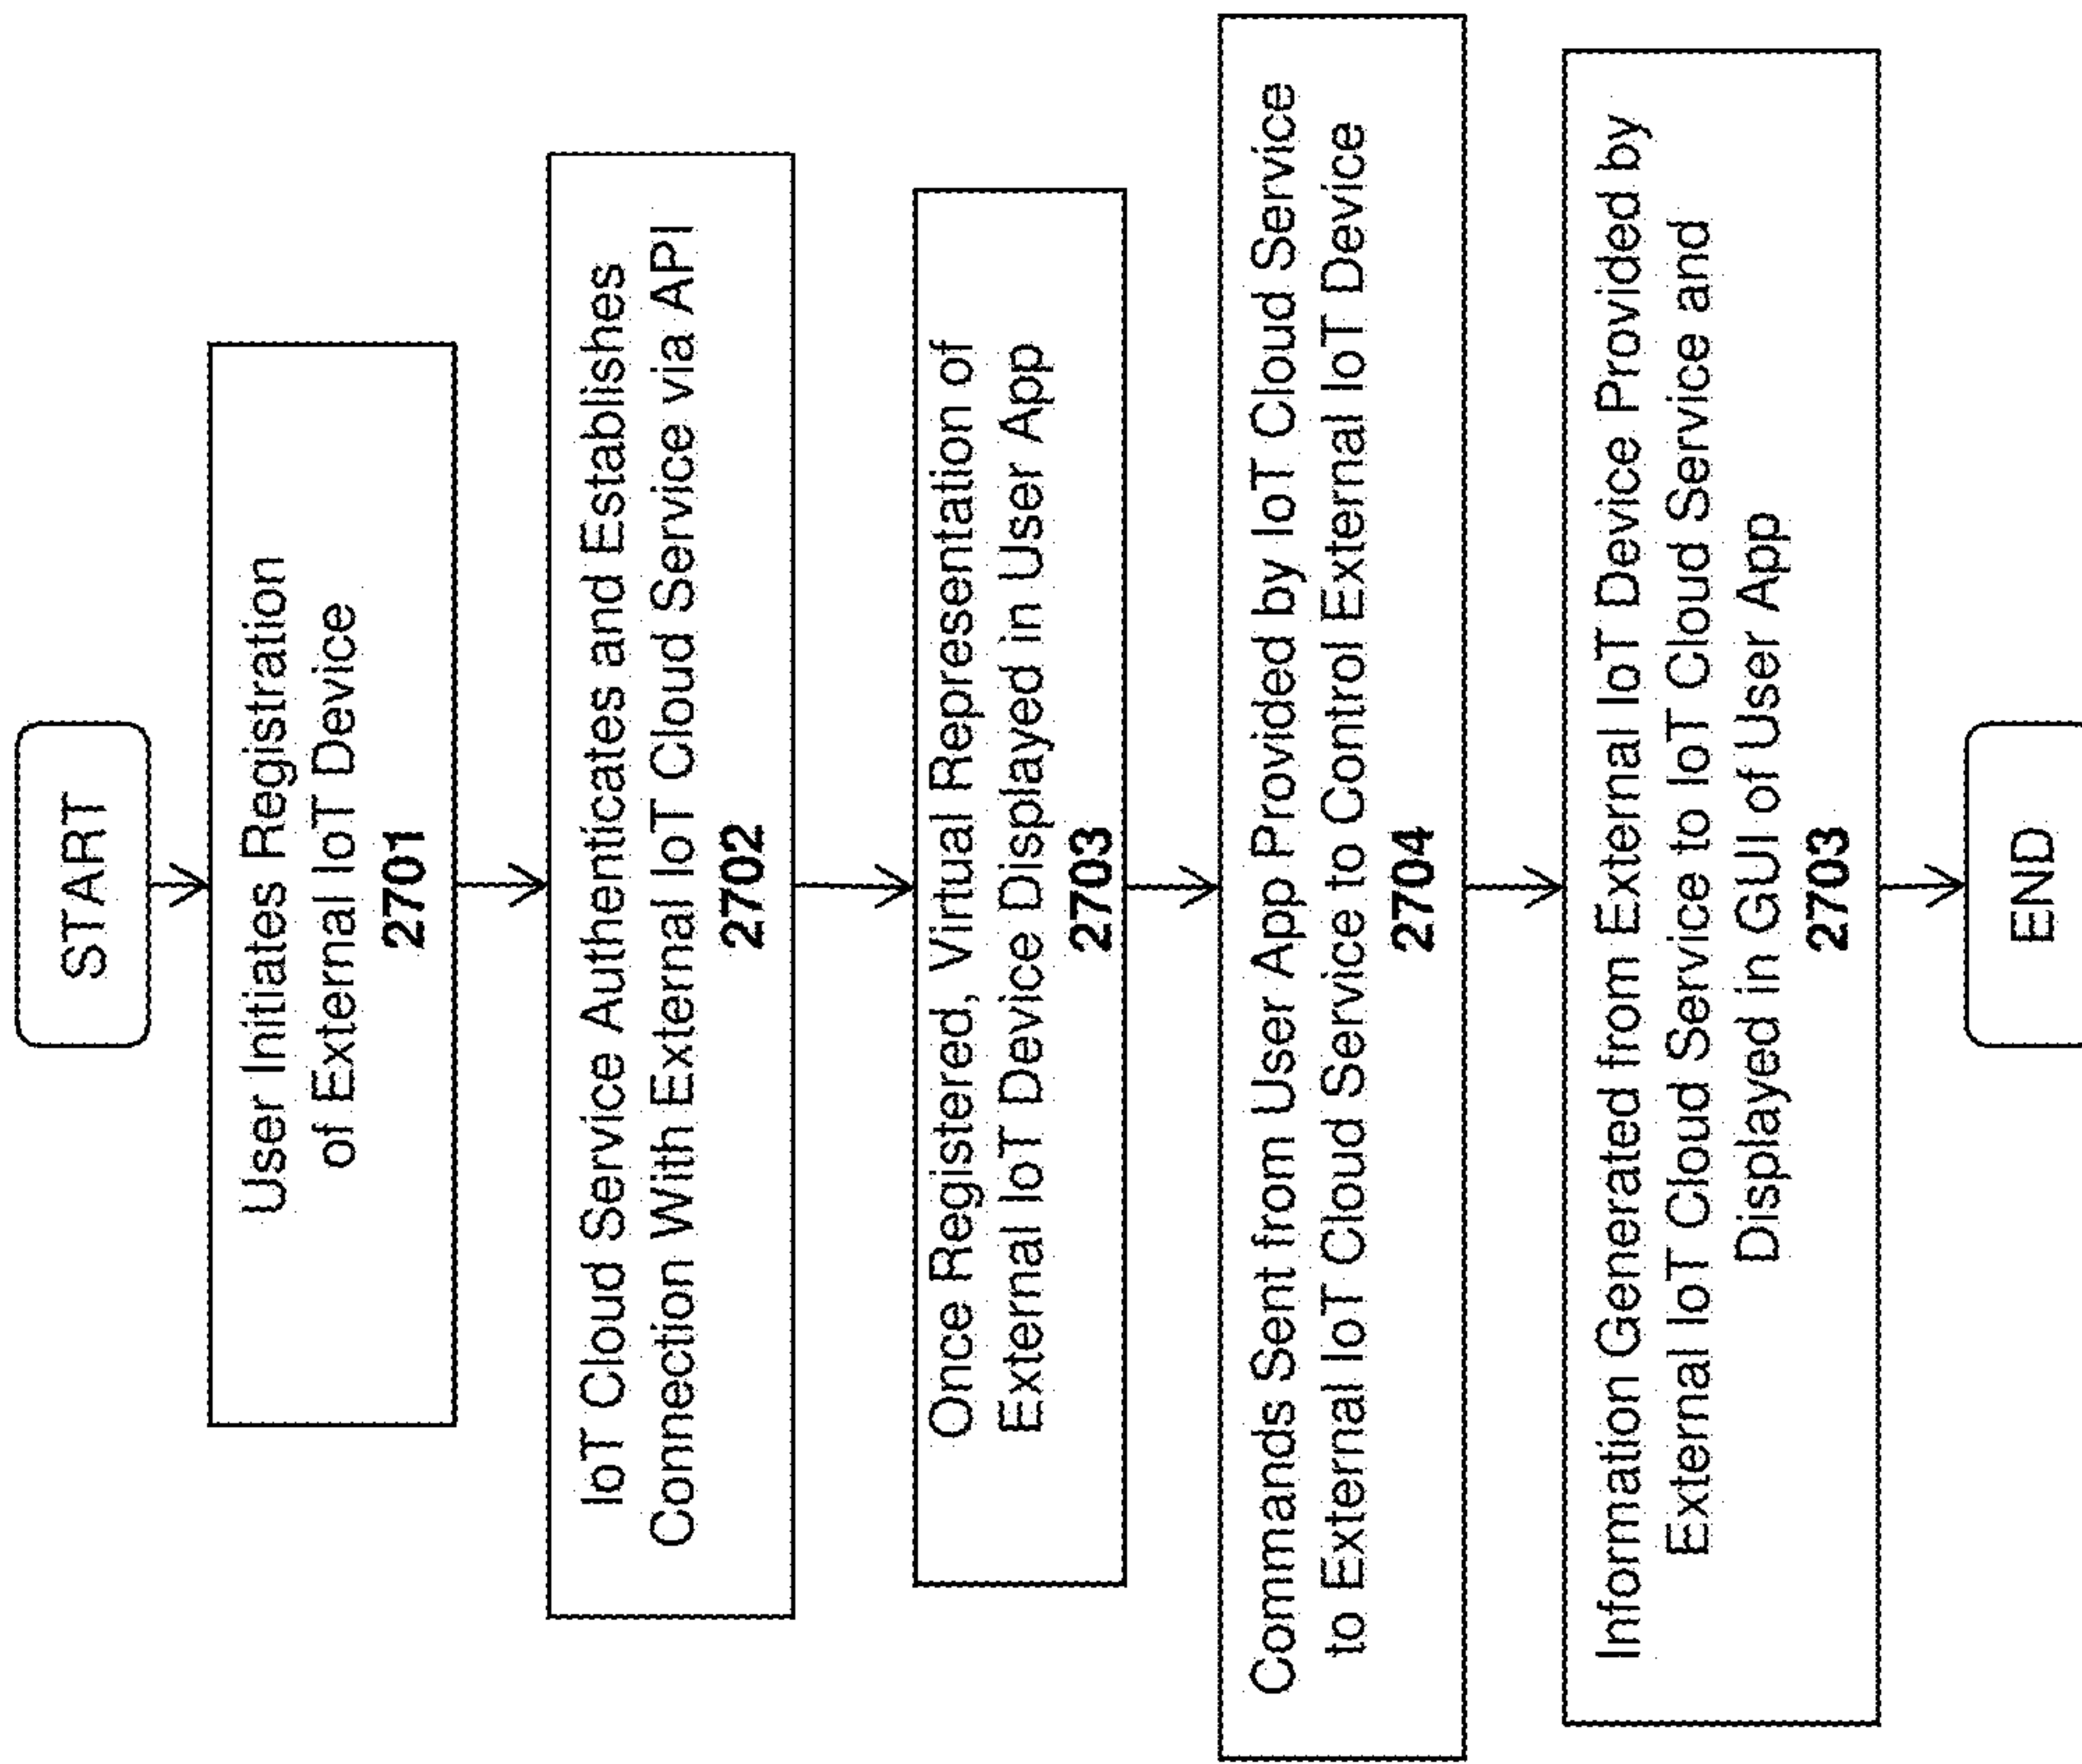 START
User Initiates Registration
of External IoT Device
2701
IoT Cloud Service Authenticates and Establishes
Connection With External IoT Cloud Service via API
2702
Once Registered, Virtual Representation of
External IoT Device Displayed in User App
2703
Commands Sent from User App Provided by IoT Cloud Service
to External IoT Cloud Service to Control External IoT Device
2704
Information Generated from External IoT Device Provided by
External IoT Cloud Service to IoT Cloud Service and
Displayed in GUI of User App
2703
END